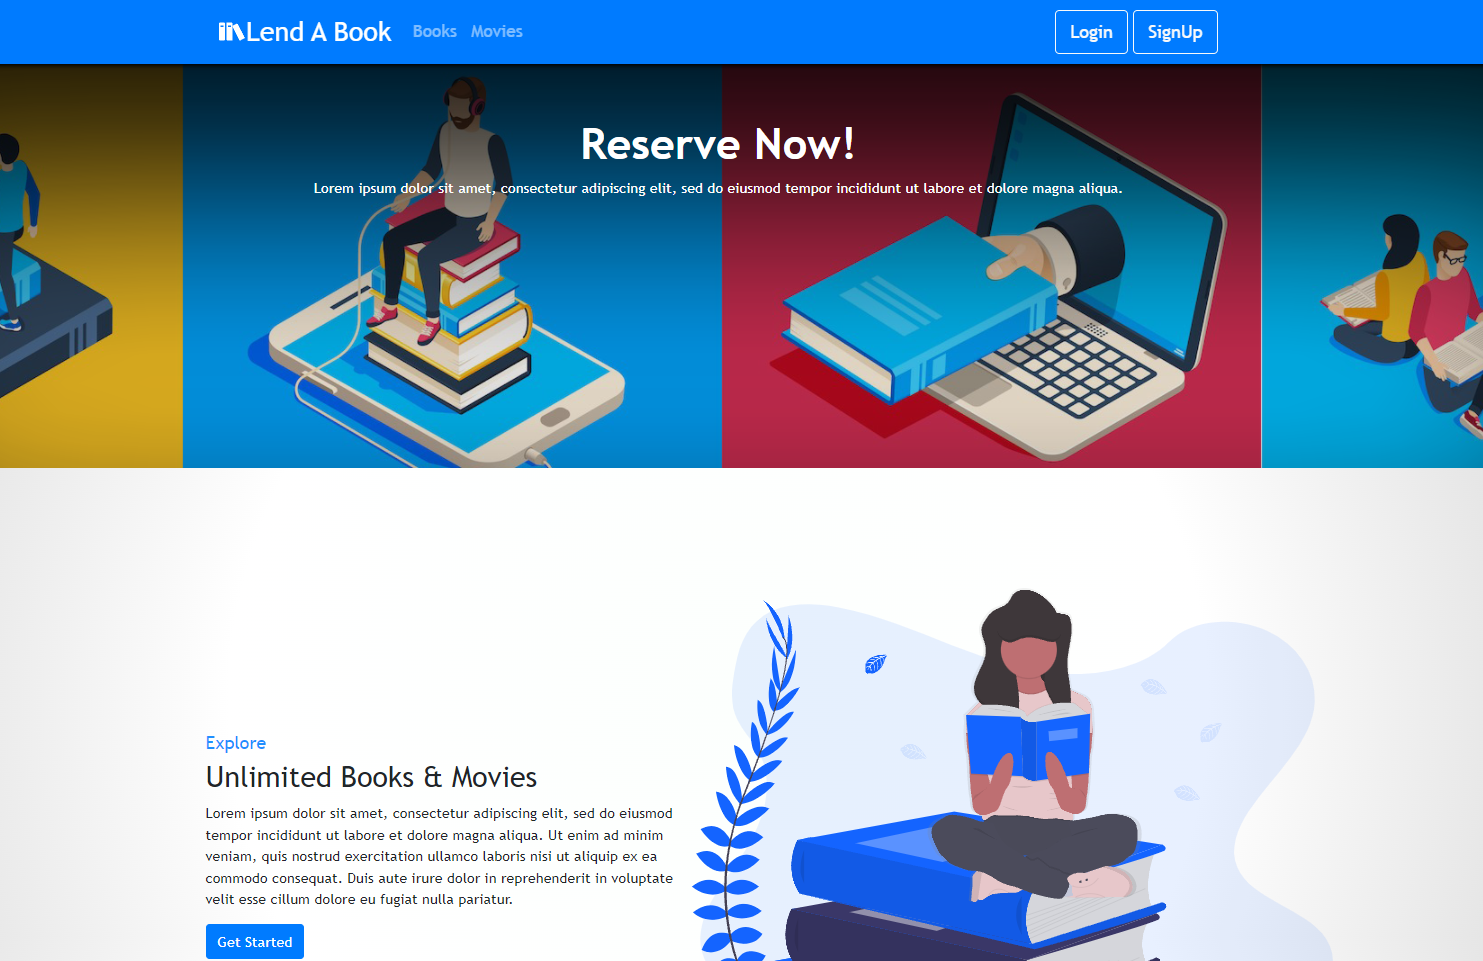 Lend A Book Books Movies Login SignUp
Reserve Now!
Lorem ipsum dolor sit amet, consectetur adipiscing elit, sed do eiusmod tempor incididunt ut labore et dolore magna aliqua.
Explore
Unlimited Books & Movies
Lorem ipsum dolor sit amet, consectetur adipiscing elit, sed do eiusmod
tempor incididunt ut labore et dolore magna aliqua. Ut enim ad minim
veniam, quis nostrud exercitation ullamco laboris nisi ut aliquip ex ea
commodo consequat. Duis aute irure dolor in reprehenderit in voluptate
velit esse cillum dolore eu fugiat nulla pariatur.
Get Started